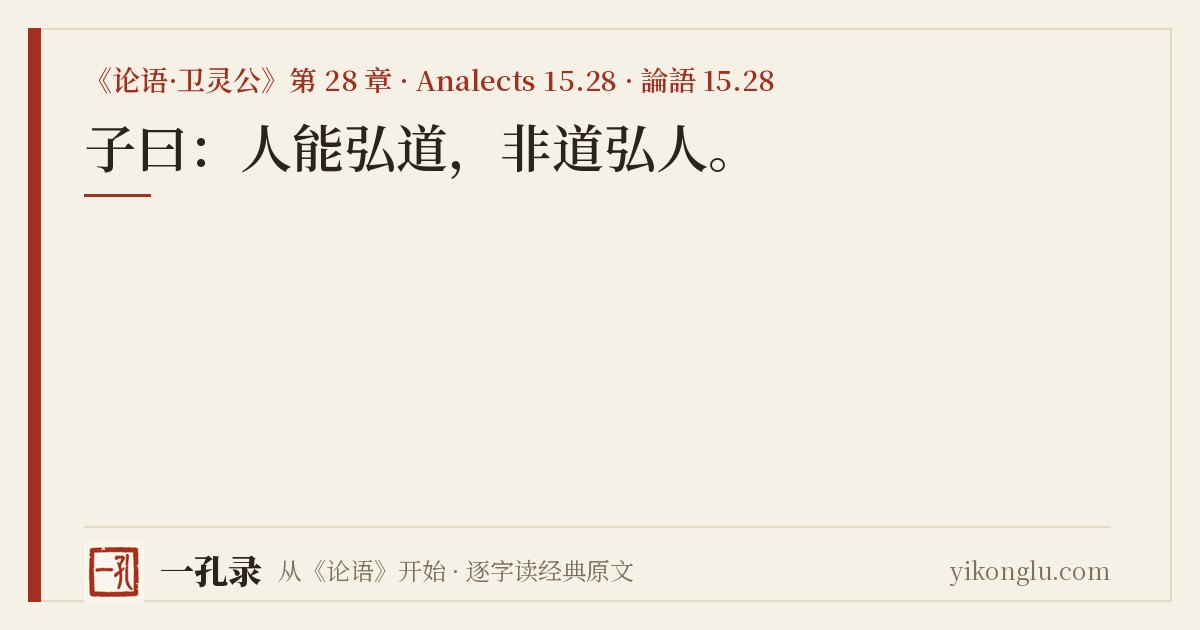 《论语·卫灵公》第 28 章 · Analects 15.28 · 論語 15.28
子曰：人能弘道，非道弘人。
一孔
一孔录
从《论语》开始 · 逐字读经典原文
yikonglu.com